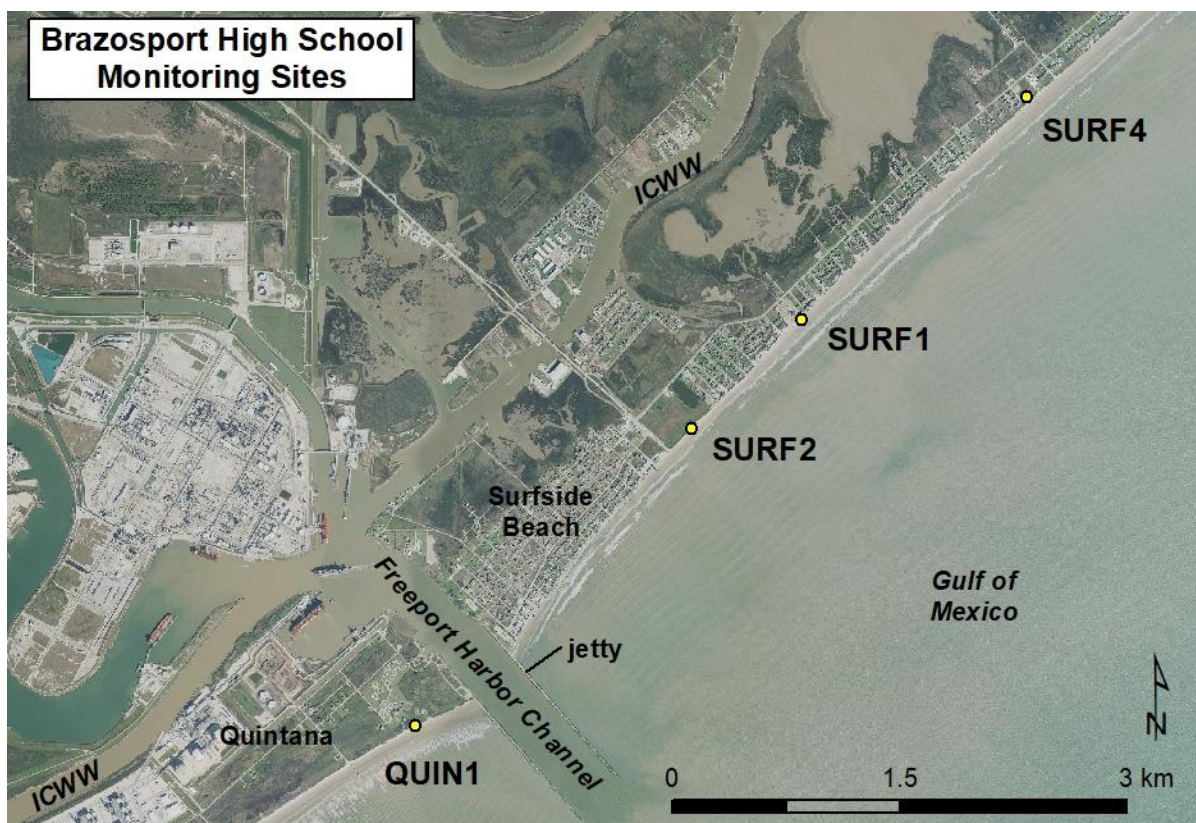 Brazosport High School
Monitoring Sites
SURF4
ICWW
SURF1
SURF2
Surfside
Beach
Gulf of
Mexico
Freeport Harbor Channel
jetty
Quintana
QUIN1
ICWW
N
0 1.5 3 km